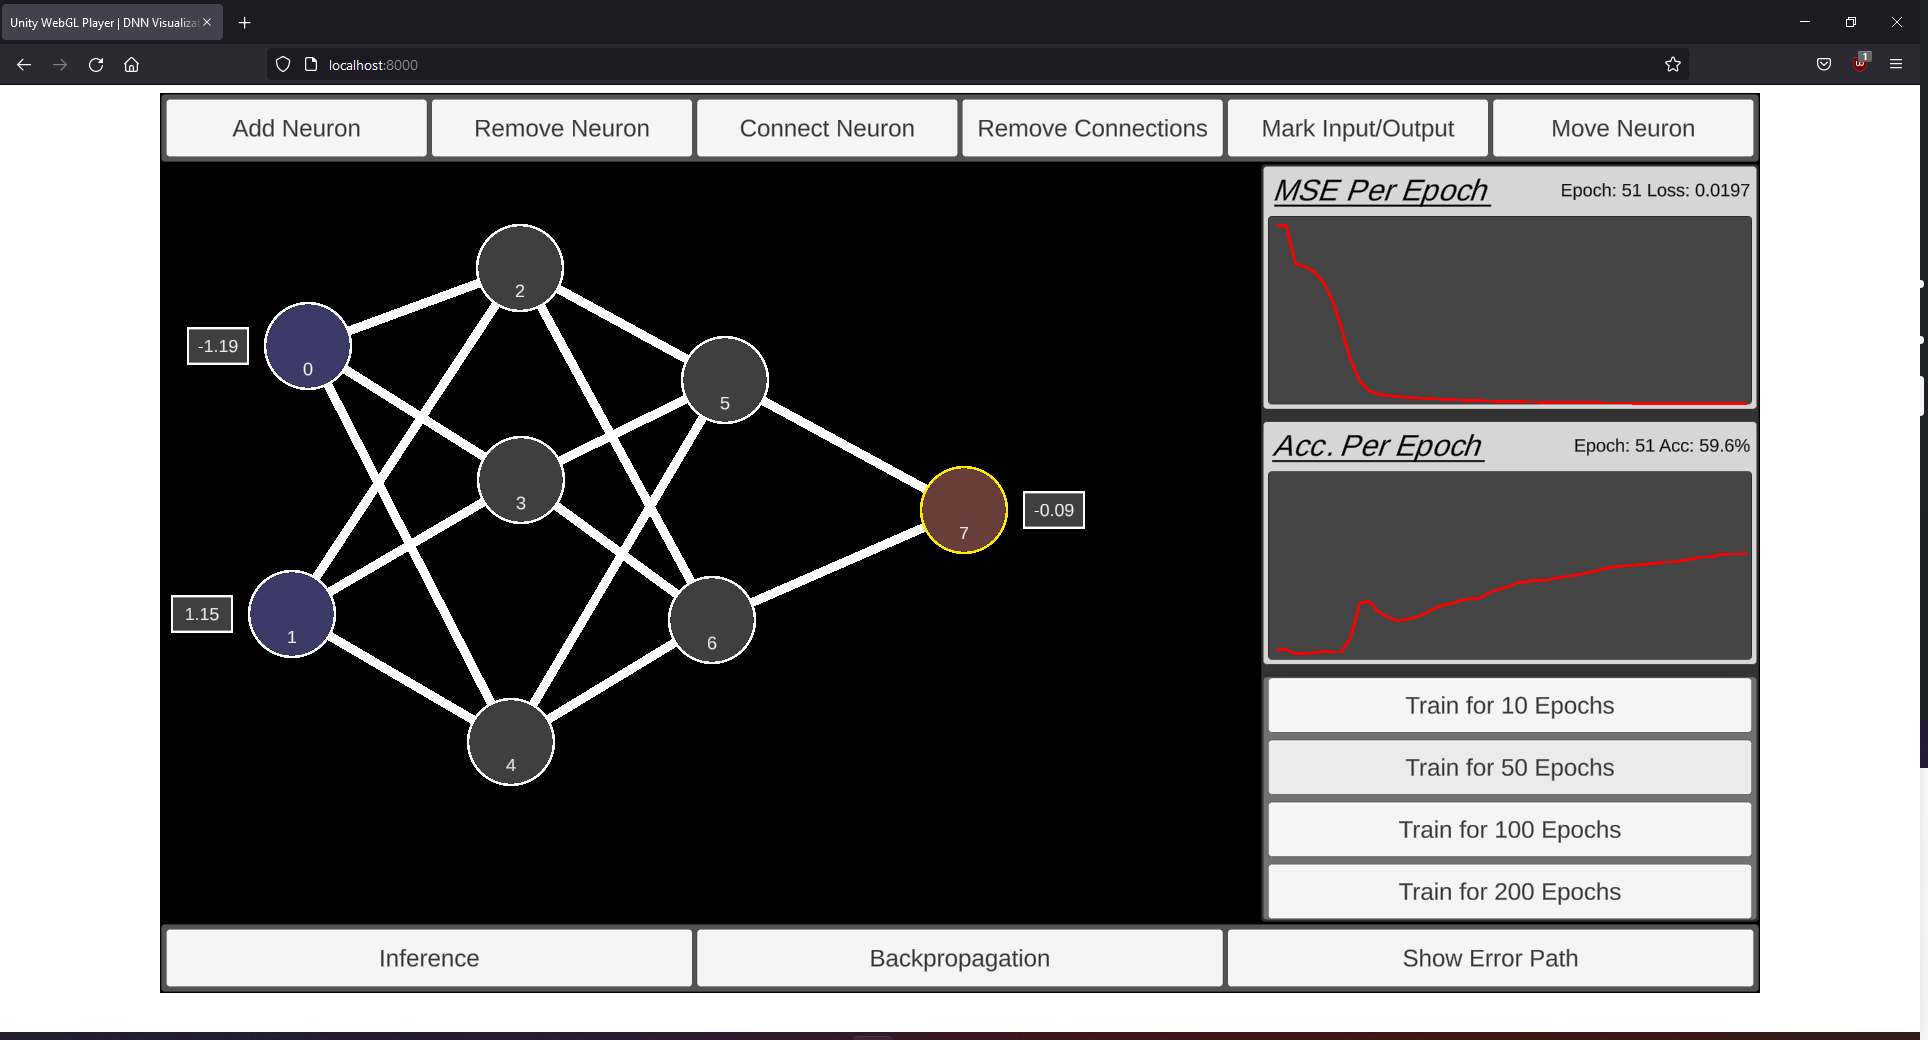 Unity WebGL Player | DNN Visualiza
localhost:8000
1
Add Neuron
Remove Neuron
Connect Neuron
Remove Connections
Mark Input/Output
Move Neuron
MSE Per Epoch
Epoch: 51 Loss: 0.0197
2
-1.19
0
5
Acc. Per Epoch
Epoch: 51 Acc: 59.6%
3
7
-0.09
1.15
1
6
4
Train for 10 Epochs
Train for 50 Epochs
Train for 100 Epochs
Train for 200 Epochs
Inference
Backpropagation
Show Error Path